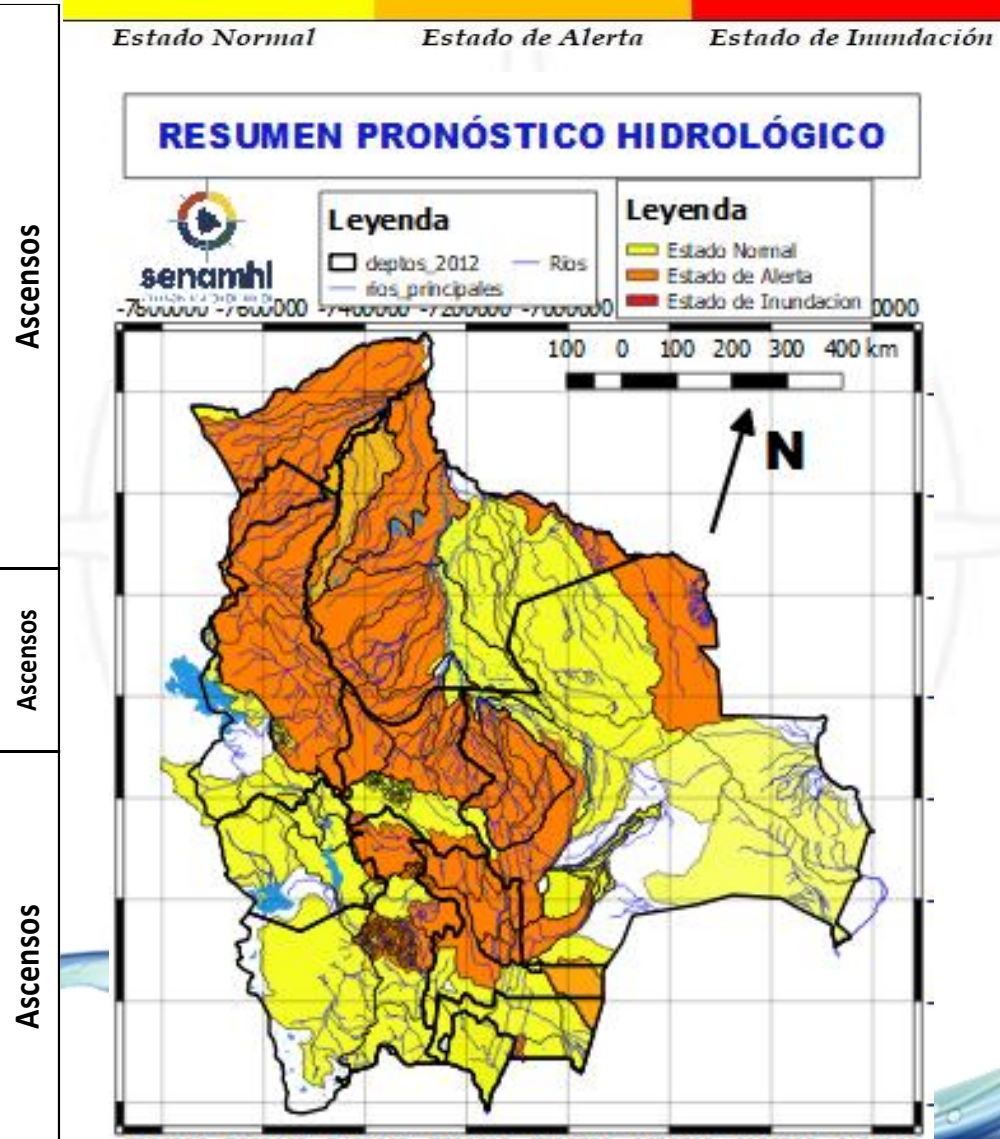 Estado Normal Estado de Alerta Estado de Inundación
RESUMEN PRONÓSTICO HIDROLÓGICO
senamhi
Leyenda
deptos_2012 Rios
rios_principales
Leyenda
Estado Normal
Estado de Alerta
Estado de Inundacion
-7800000 -7600000 -7400000 -7200000 -7000000
100 0 100 200 300 400 km
N
Ascensos
Ascensos
Ascensos